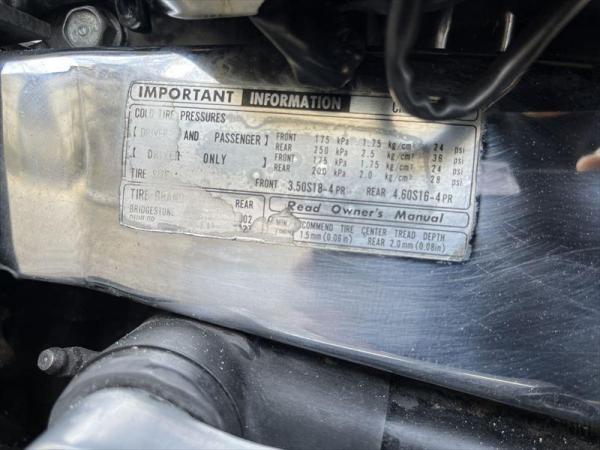 IMPORTANT INFORMATION
COLD TIRE PRESSURES
[ DRIVER AND PASSENGER ] FRONT 175 kPa 1.75 kg/cm² 24 psi
REAR 250 kPa 2.5 kg/cm² 36 psi
[ DRIVER ONLY ] FRONT 175 kPa 1.75 kg/cm² 24 psi
REAR 200 kPa 2.0 kg/cm² 28 psi
TIRE SIZE FRONT 3.50S18-4PR REAR 4.60S16-4PR
TIRE BRAND REAR Read Owner's Manual
BRIDGESTONE
COMMEND TIRE CENTER TREAD DEPTH
1.5mm (0.06in) REAR 2.0mm (0.08in)